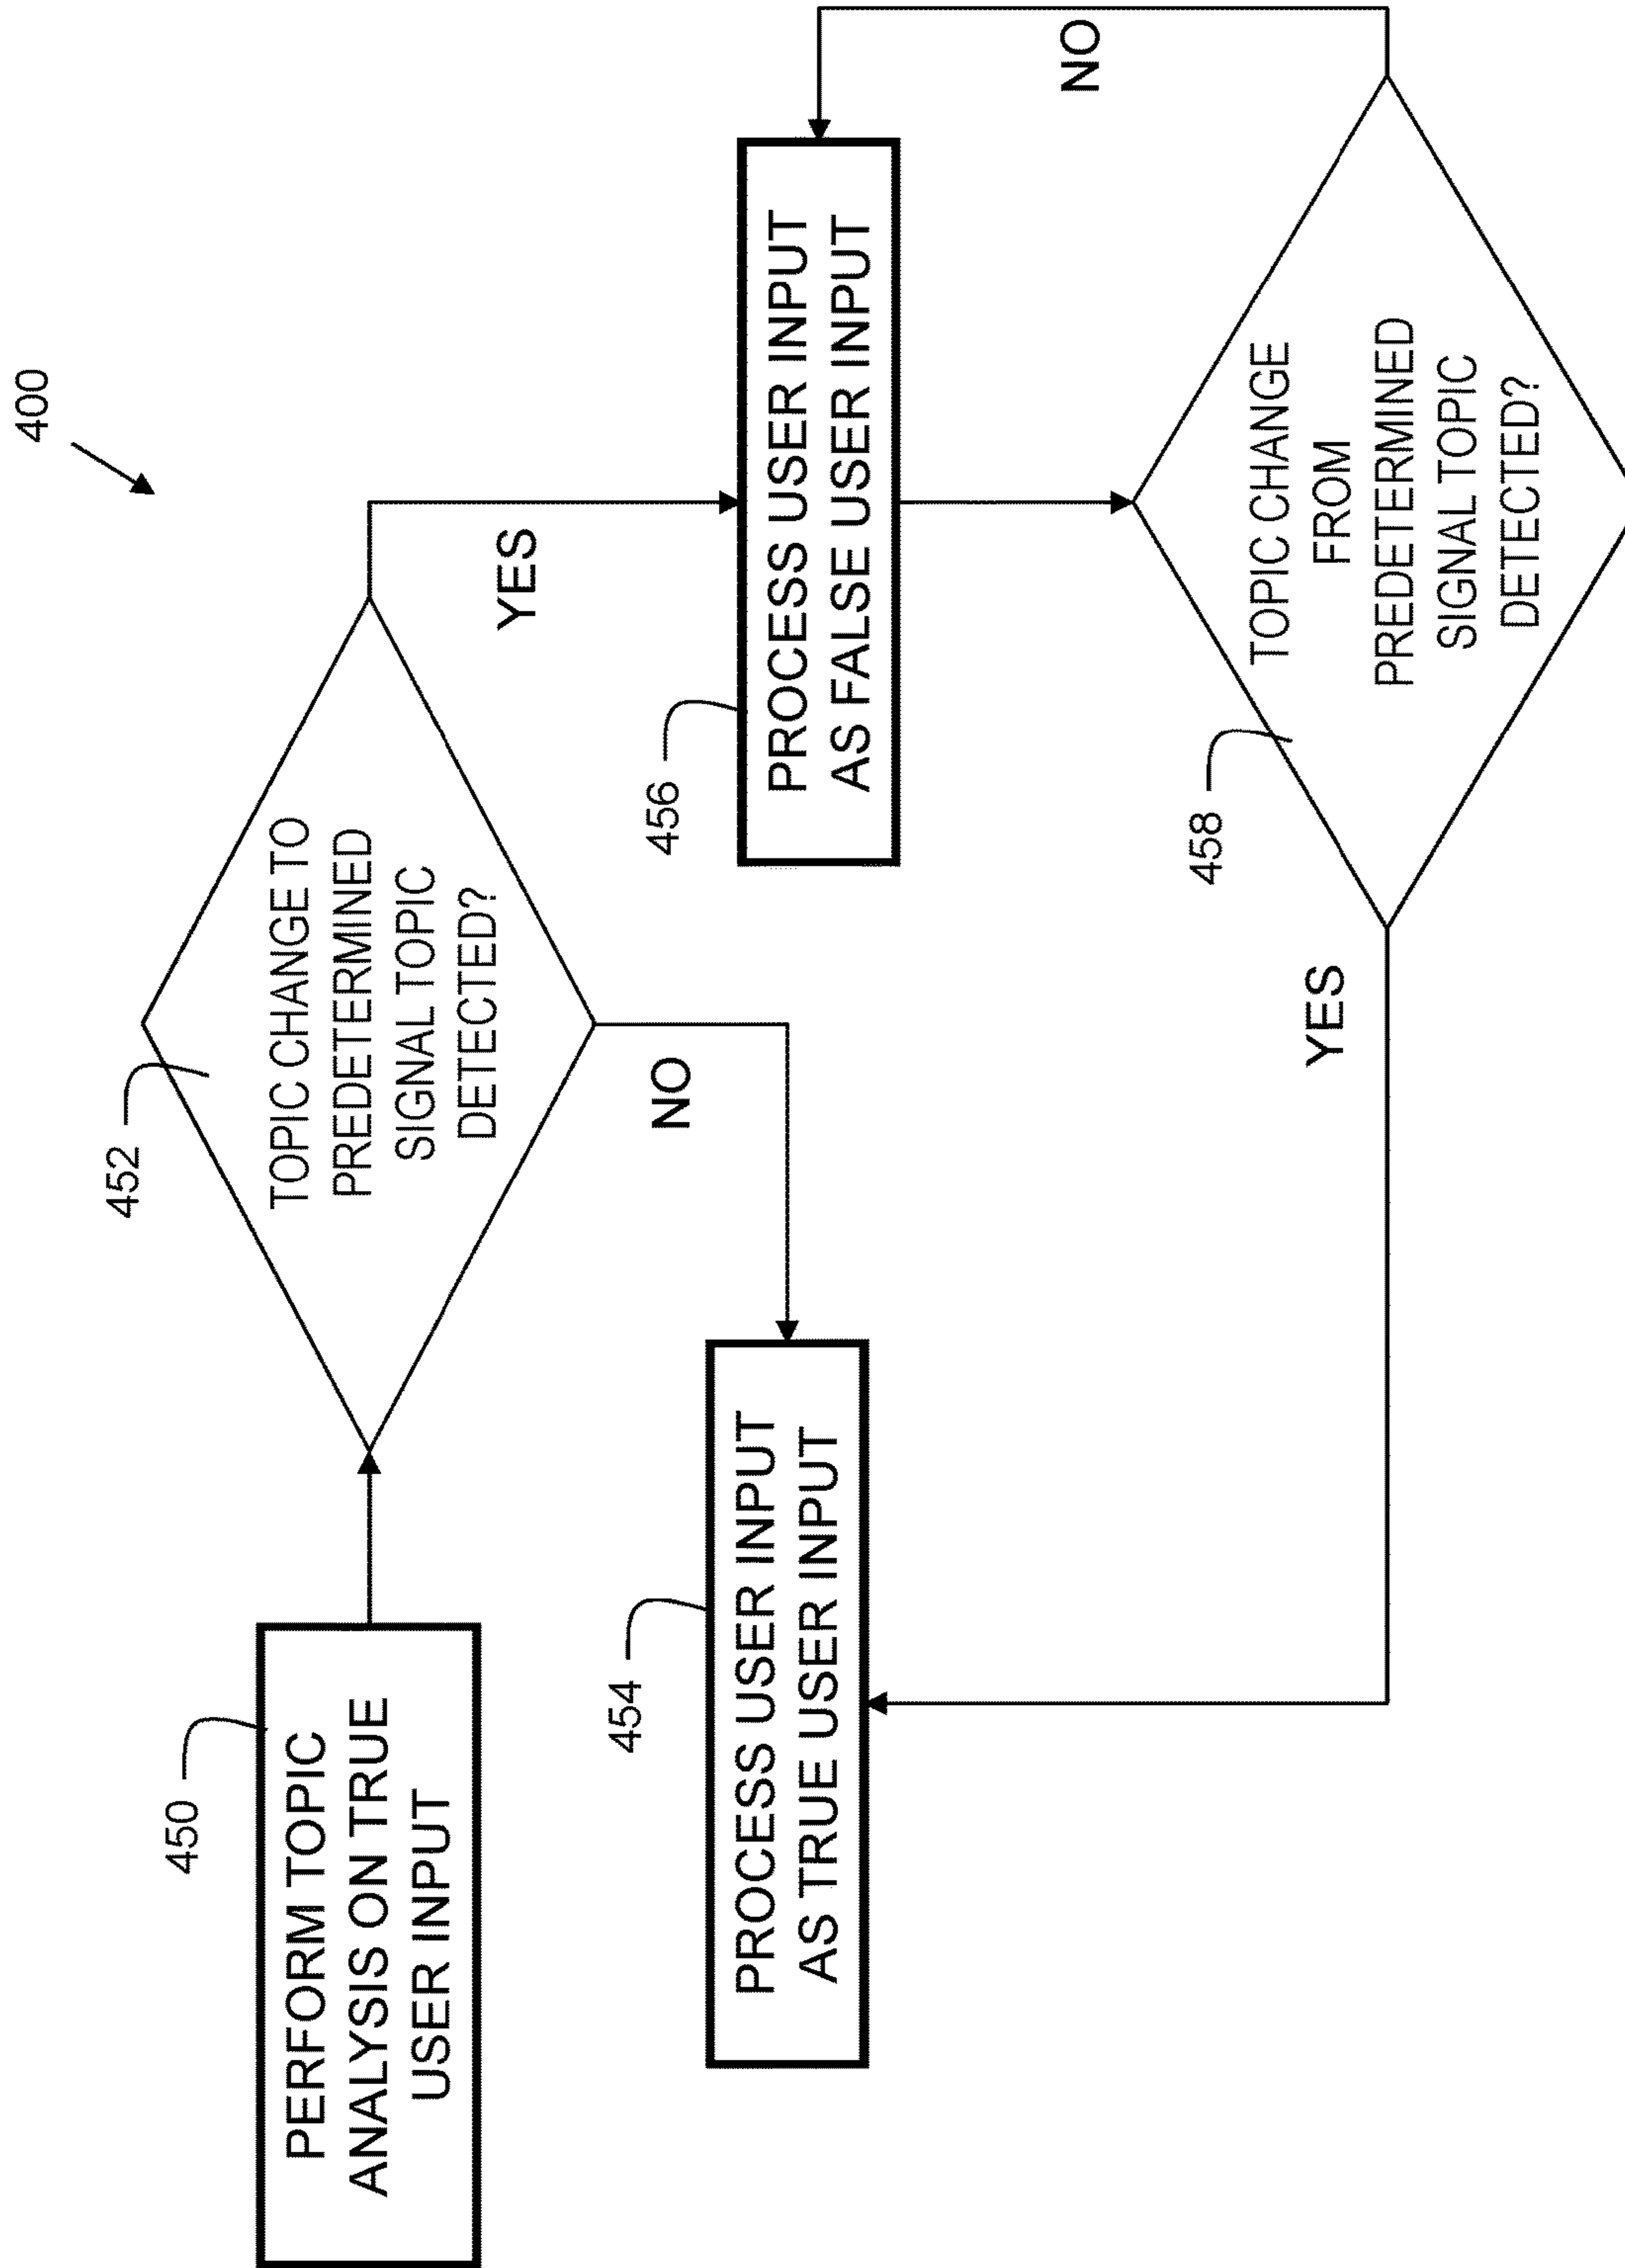 400
450
PERFORM TOPIC
ANALYSIS ON TRUE
USER INPUT
452
TOPIC CHANGE TO
PREDETERMINED
SIGNAL TOPIC
DETECTED?
YES
NO
454
PROCESS USER INPUT
AS TRUE USER INPUT
456
PROCESS USER INPUT
AS FALSE USER INPUT
458
TOPIC CHANGE
FROM
PREDETERMINED
SIGNAL TOPIC
DETECTED?
YES
NO